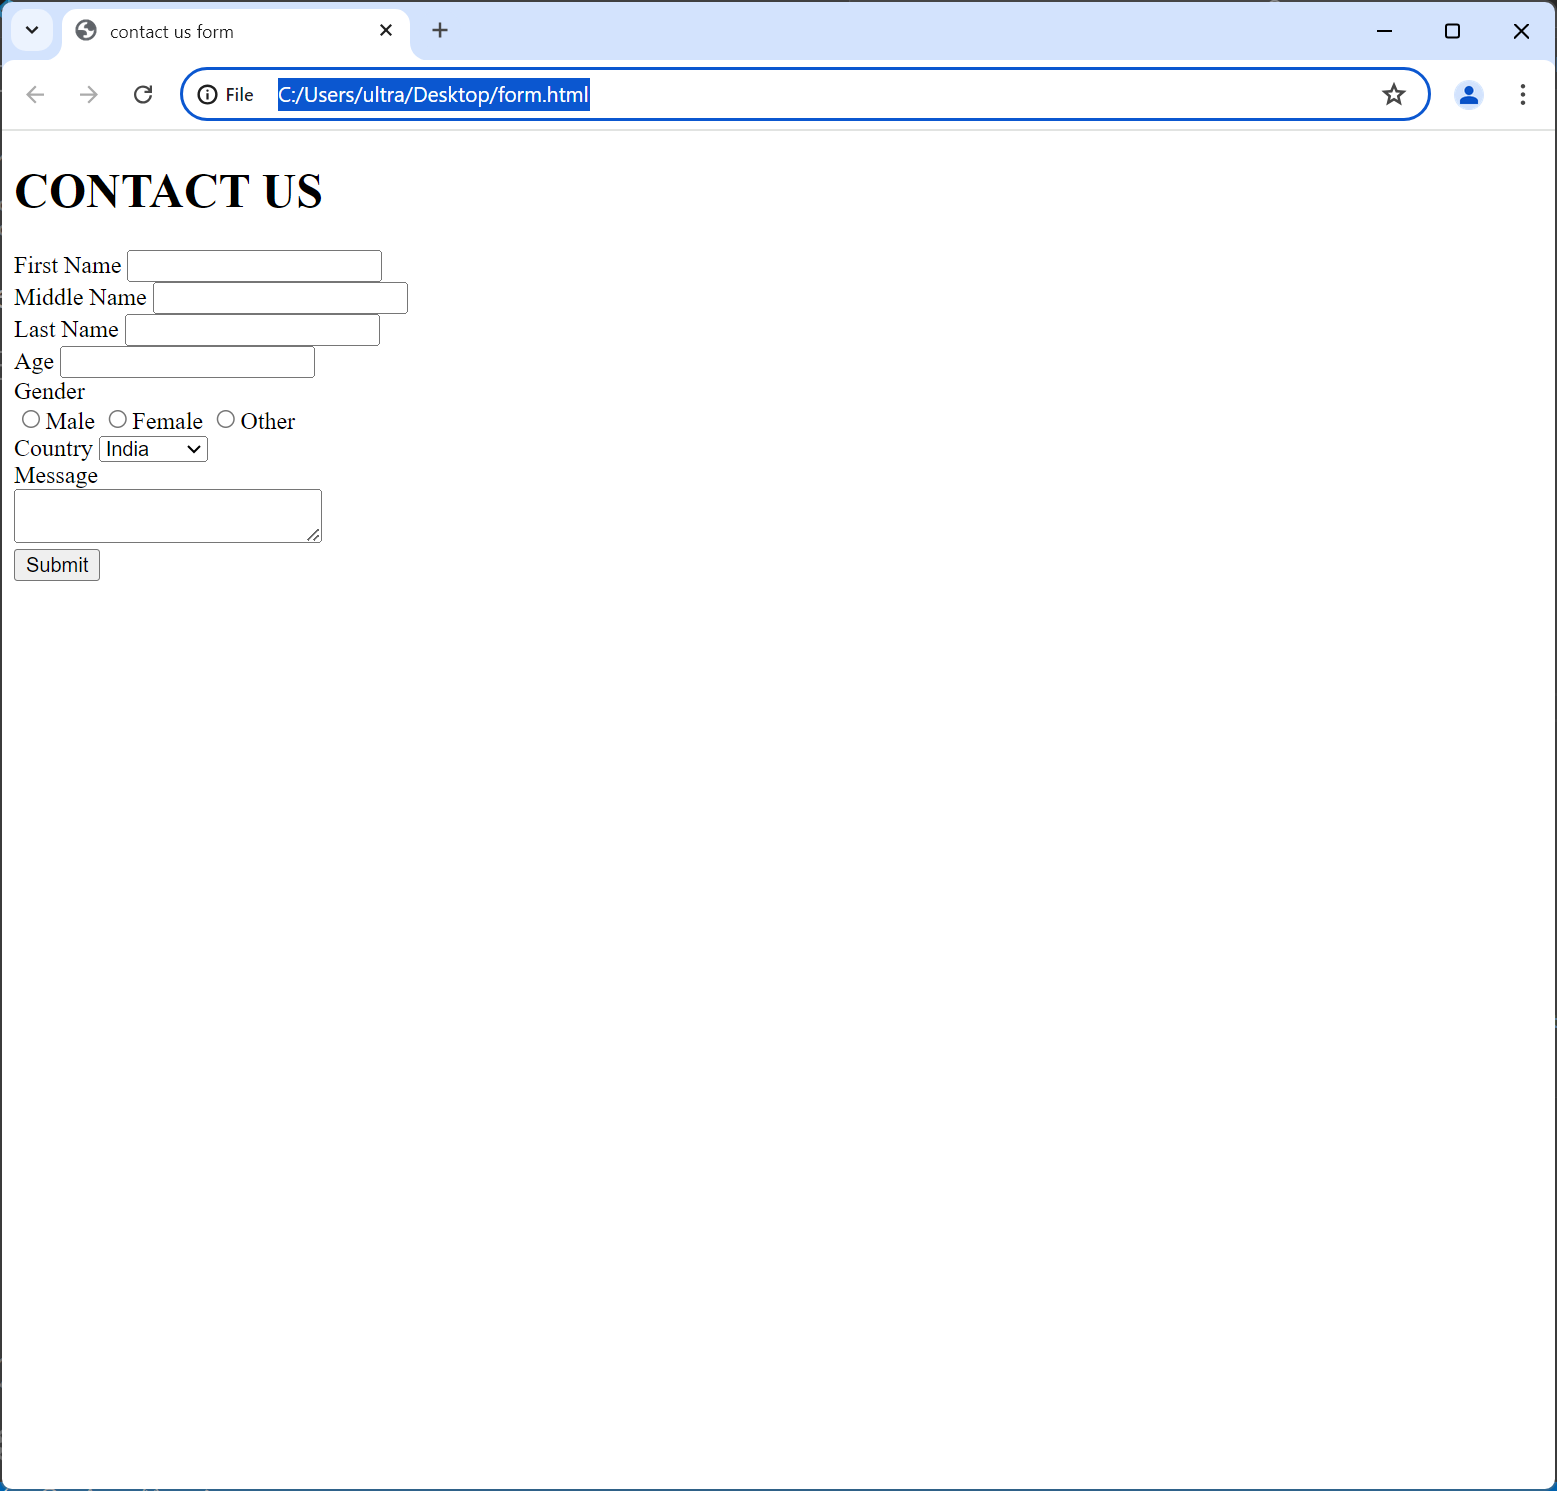 contact us form
File C:/Users/ultra/Desktop/form.html
CONTACT US
First Name
Middle Name
Last Name
Age
Gender
Male Female Other
Country India
Message
Submit